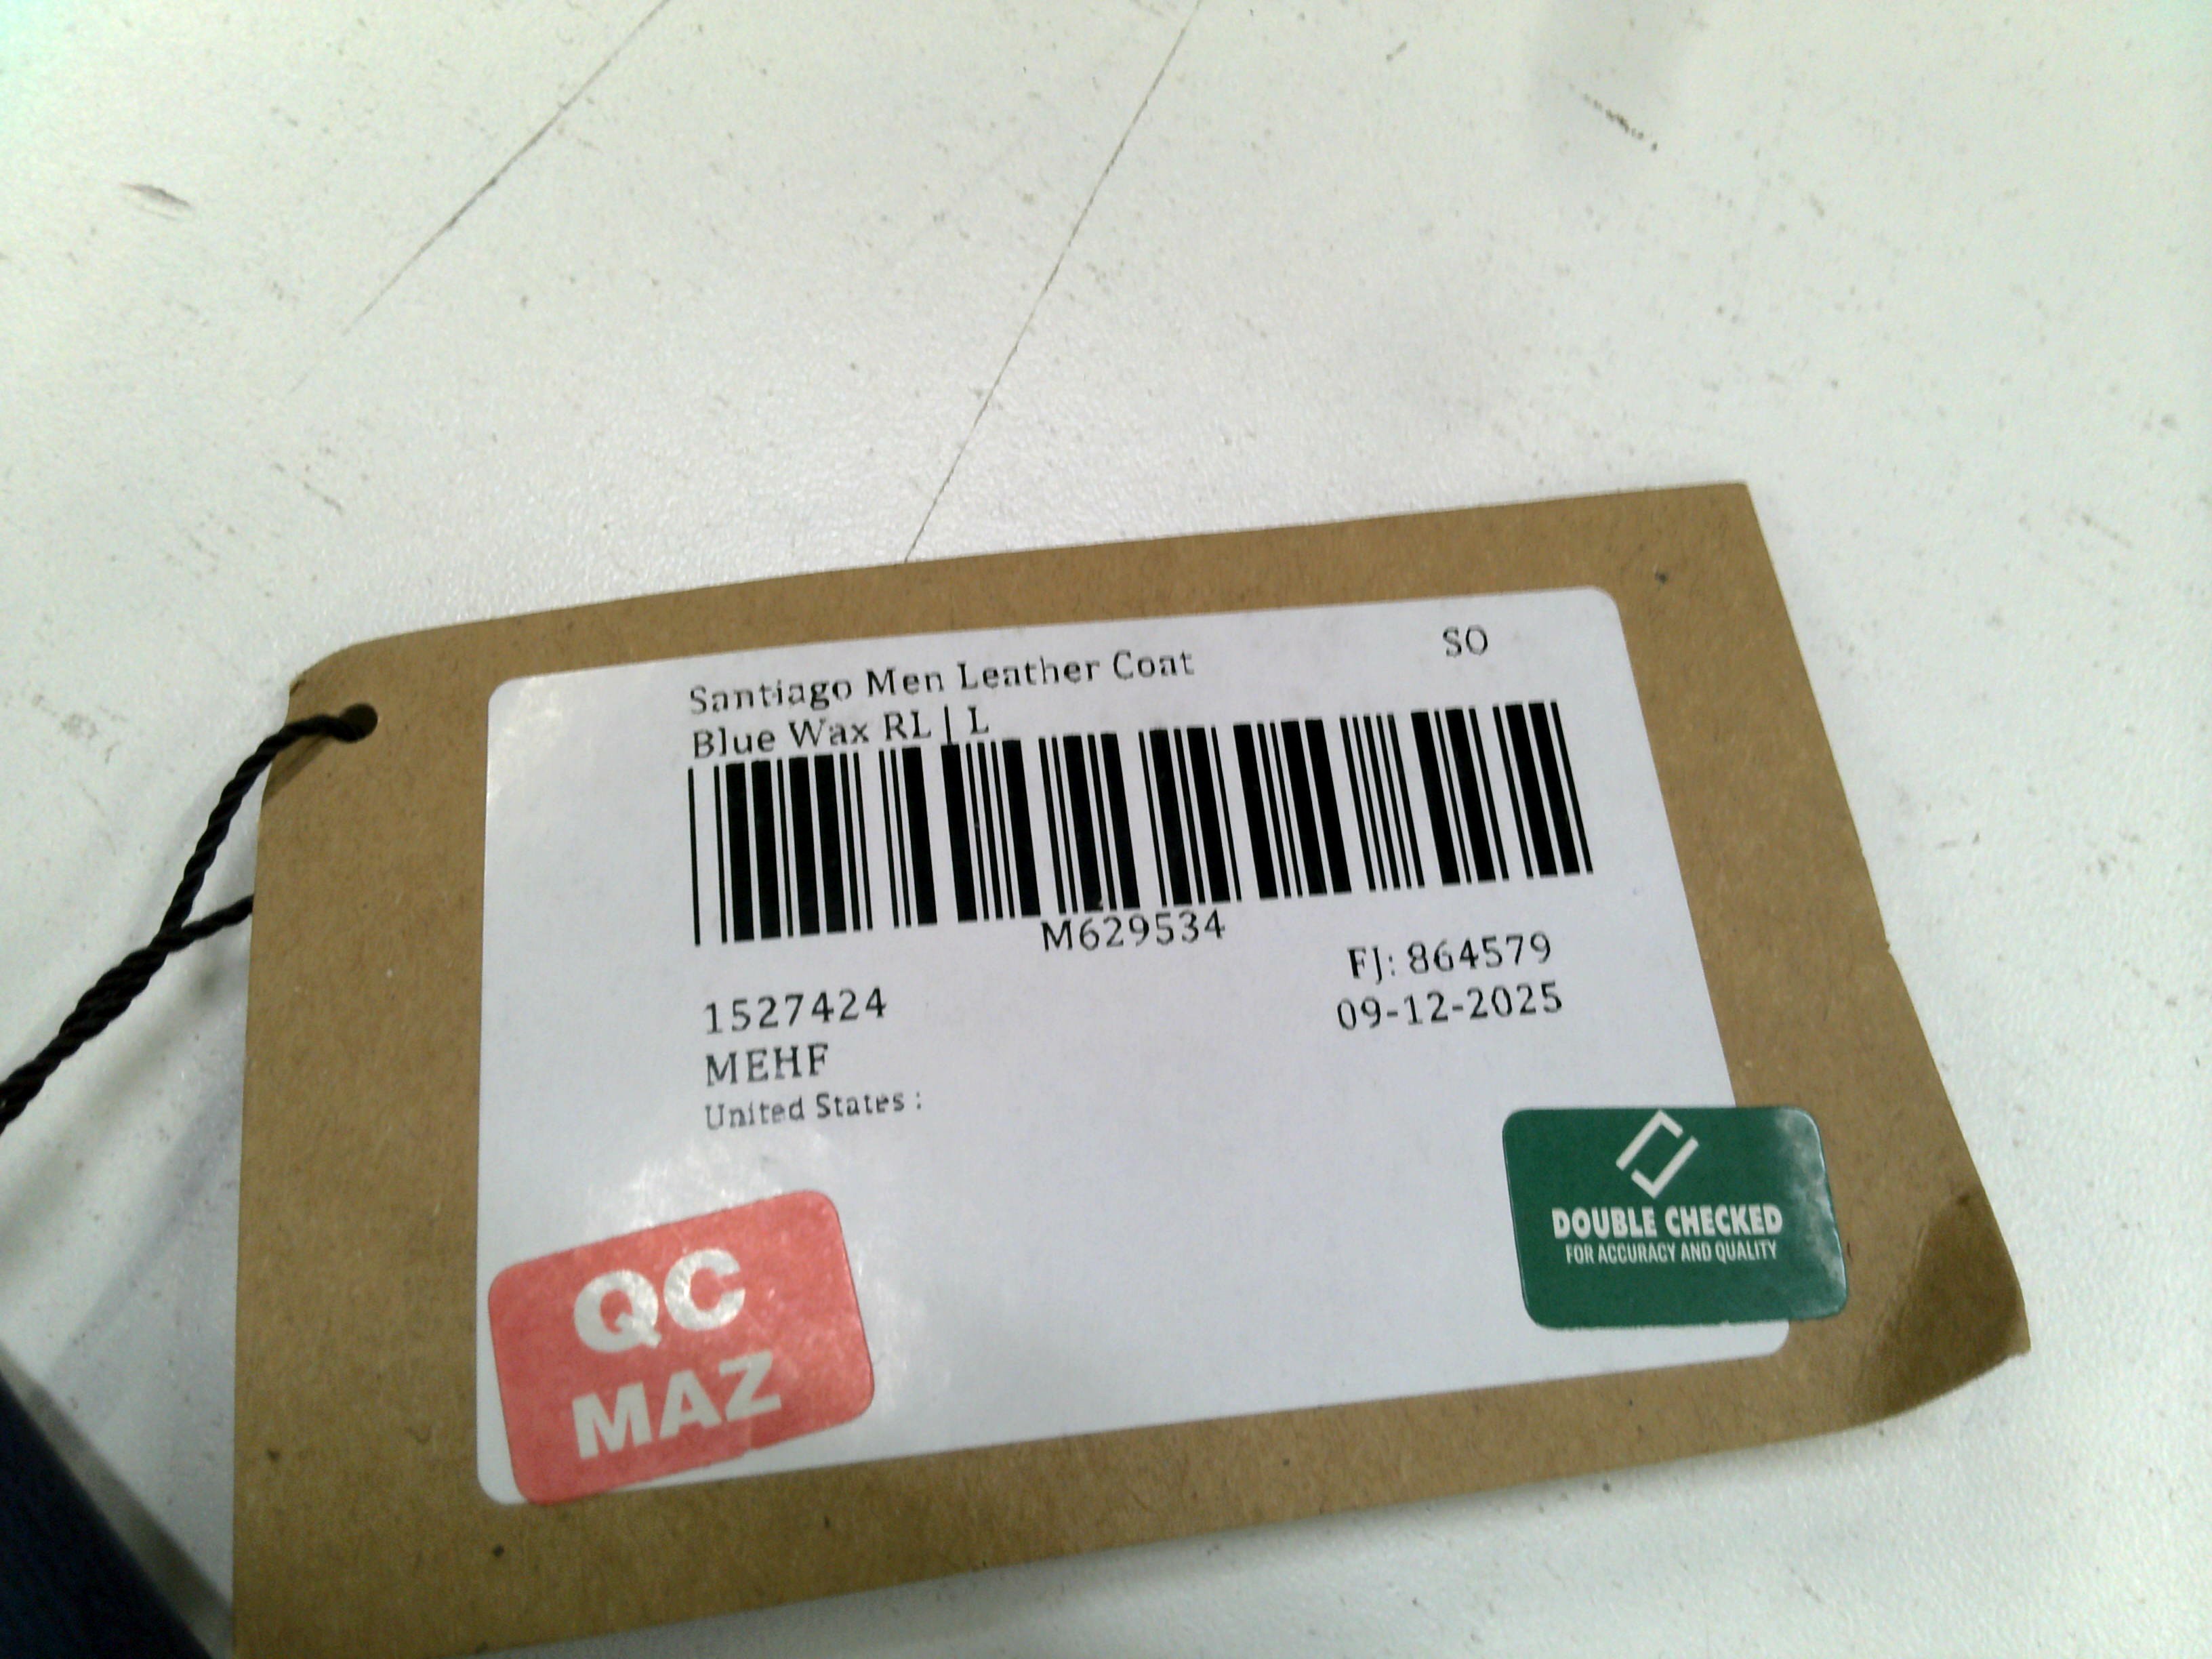 Santiago Men Leather Coat
SO
Blue Wax RL | L
M629534
FJ: 864579
1527424
09-12-2025
MEHF
United States :
QC
MAZ
DOUBLE CHECKED
FOR ACCURACY AND QUALITY